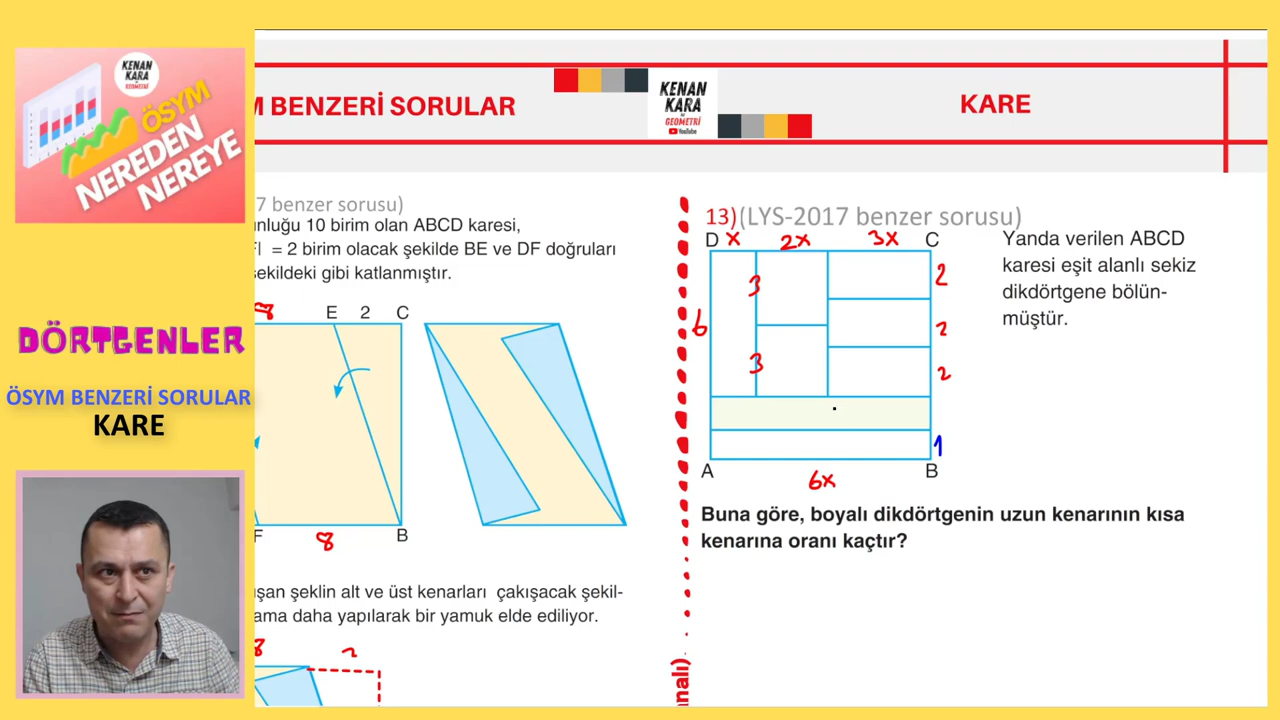 KENAN
KARA
GEOMETRİ
ÖSYM
NEREDEN
NEREYE
DÖRTGENLER
ÖSYM BENZERİ SORULAR
KARE
M BENZERİ SORULAR
KENAN
KARA
ile
GEOMETRİ
YouTube
KARE
7 benzer sorusu)
nluğu 10 birim olan ABCD karesi,
Fl = 2 birim olacak şekilde BE ve DF doğruları
şekildeki gibi katlanmıştır.
8 E 2 C
F 8 B
uşan şeklin alt ve üst kenarları çakışacak şekil-
ama daha yapılarak bir yamuk elde ediliyor.
8 2
nalı)
13)(LYS-2017 benzer sorusu)
D x 2x 3x C
3 2
6 2
3 2
1
A 6x B
Yanda verilen ABCD
karesi eşit alanlı sekiz
dikdörtgene bölün-
müştür.
Buna göre, boyalı dikdörtgenin uzun kenarının kısa
kenarına oranı kaçtır?